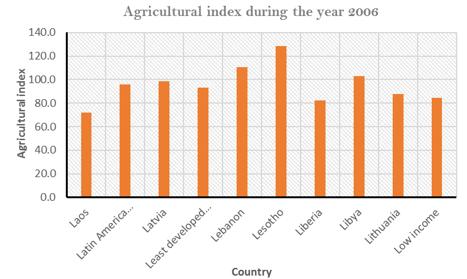 Agricultural index during the year 2006
140.0
120.0
100.0
80.0
60.0
40.0
20.0
0.0
Agricultural index
Laos
Latin America...
Latvia
Least developed...
Lebanon
Lesotho
Liberia
Libya
Lithuania
Low income
Country